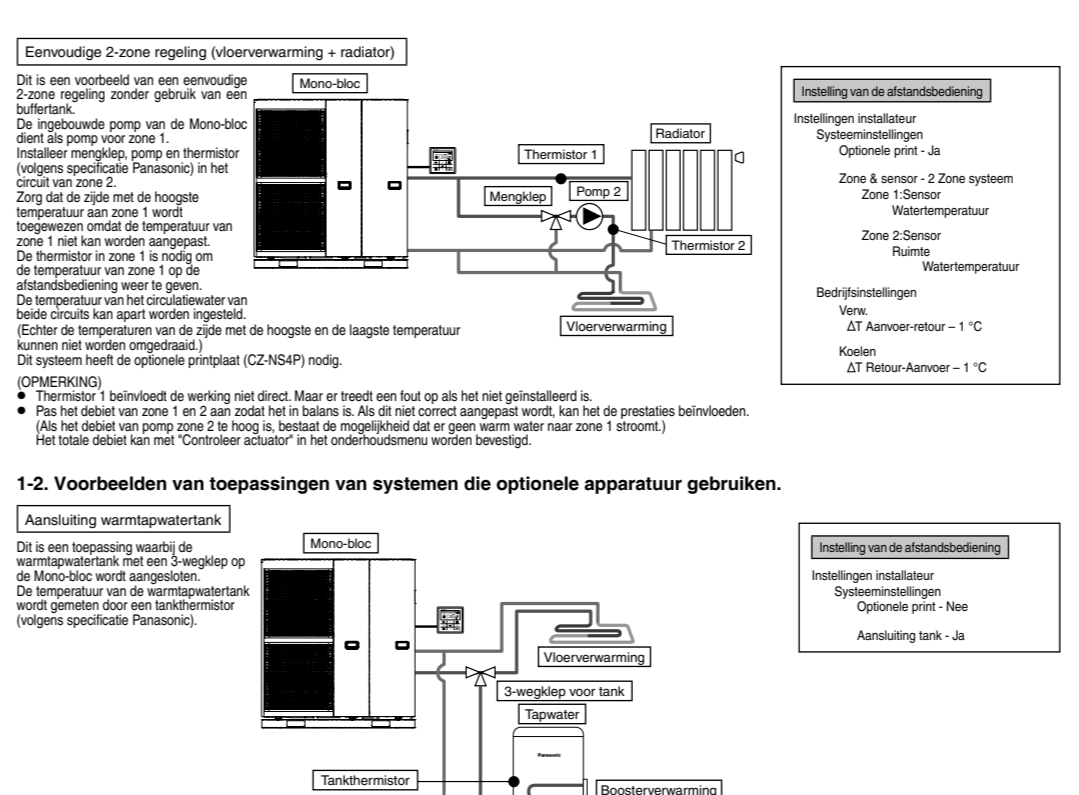 Eenvoudige 2-zone regeling (vloerverwarming + radiator)
Dit is een voorbeeld van een eenvoudige
2-zone regeling zonder gebruik van een
buffertank.
De ingebouwde pomp van de Mono-bloc
dient als pomp voor zone 1.
Installeer mengklep, pomp en thermistor
(volgens specificatie Panasonic) in het
circuit van zone 2.
Zorg dat de zijde met de hoogste
temperatuur aan zone 1 wordt
toegewezen omdat de temperatuur van
zone 1 niet kan worden aangepast.
De thermistor in zone 1 is nodig om
de temperatuur van zone 1 op de
afstandsbediening weer te geven.
De temperatuur van het circulatiewater van
beide circuits kan apart worden ingesteld.
(Echter de temperaturen van de zijde met de hoogste en de laagste temperatuur
kunnen niet worden omgedraaid.)
Dit systeem heeft de optionele printplaat (CZ-NS4P) nodig.
Mono-bloc
Thermistor 1
Radiator
Mengklep
Pomp 2
Thermistor 2
Vloerverwarming
Instelling van de afstandsbediening
Instellingen installateur
Systeeminstellingen
Optionele print - Ja
Zone & sensor - 2 Zone systeem
Zone 1:Sensor
Watertemperatuur
Zone 2:Sensor
Ruimte
Watertemperatuur
Bedrijfsinstellingen
Verw.
ΔT Aanvoer-retour – 1 °C
Koelen
ΔT Retour-Aanvoer – 1 °C
(OPMERKING)
● Thermistor 1 beïnvloedt de werking niet direct. Maar er treedt een fout op als het niet geïnstalleerd is.
● Pas het debiet van zone 1 en 2 aan zodat het in balans is. Als dit niet correct aangepast wordt, kan het de prestaties beïnvloeden.
(Als het debiet van pomp zone 2 te hoog is, bestaat de mogelijkheid dat er geen warm water naar zone 1 stroomt.)
Het totale debiet kan met "Controleer actuator" in het onderhoudsmenu worden bevestigd.
1-2. Voorbeelden van toepassingen van systemen die optionele apparatuur gebruiken.
Aansluiting warmtapwatertank
Dit is een toepassing waarbij de
warmtapwatertank met een 3-wegklep op
de Mono-bloc wordt aangesloten.
De temperatuur van de warmtapwatertank
wordt gemeten door een tankthermistor
(volgens specificatie Panasonic).
Mono-bloc
Vloerverwarming
3-wegklep voor tank
Tapwater
Panasonic
Tankthermistor
Boosterverwarming
Instelling van de afstandsbediening
Instellingen installateur
Systeeminstellingen
Optionele print - Nee
Aansluiting tank - Ja